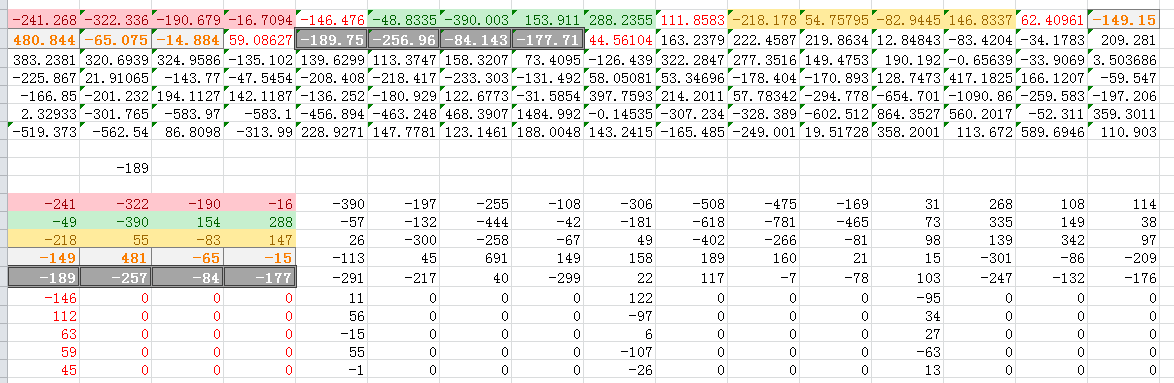 -241.268 -322.336 -190.679 -16.7094 -146.476 -48.8335 -390.003 153.911 288.2355 111.8583 -218.178 54.75795 -82.9445 146.8337 62.40961 -149.15
480.844 -65.075 -14.884 59.08627 -189.75 -256.96 -84.143 -177.71 44.56104 163.2379 222.4587 219.8634 12.84843 -83.4204 -34.1783 209.281
383.2381 320.6939 324.9586 -135.102 139.6299 113.3747 158.3207 73.4095 -126.439 322.2847 277.3516 149.4753 190.192 -0.65639 -33.9069 3.503686
-225.867 21.91065 -143.77 -47.5454 -208.408 -218.417 -233.303 -131.492 58.05081 53.34696 -178.404 -170.893 128.7473 417.1825 166.1207 -59.547
-166.85 -201.232 194.1127 142.1187 -136.252 -180.929 122.6773 -31.5854 397.7593 214.2011 57.78342 -294.778 -654.701 -1090.86 -259.583 -197.206
2.32933 -301.765 -583.97 -583.1 -456.894 -463.248 468.3907 1484.992 -0.14535 -307.234 -328.389 -602.512 864.3527 560.2017 -52.311 359.3011
-519.373 -562.54 86.8098 -313.99 228.9271 147.7781 123.1461 188.0048 143.2415 -165.485 -249.001 19.51728 358.2001 113.672 589.6946 110.903
-189
-241 -322 -190 -16 -390 -197 -255 -108 -306 -508 -475 -169 31 268 108 114
-49 -390 154 288 -57 -132 -444 -42 -181 -618 -781 -465 73 335 149 38
-218 55 -83 147 26 -300 -258 -67 49 -402 -266 -81 98 139 342 97
-149 481 -65 -15 -113 45 691 149 158 189 160 21 15 -301 -86 -209
-189 -257 -84 -177 -291 -217 40 -299 22 117 -7 -78 103 -247 -132 -176
-146 0 0 0 11 0 0 0 122 0 0 0 -95 0 0 0
112 0 0 0 56 0 0 0 -97 0 0 0 34 0 0 0
63 0 0 0 -15 0 0 0 6 0 0 0 27 0 0 0
59 0 0 0 55 0 0 0 -107 0 0 0 -63 0 0 0
45 0 0 0 -1 0 0 0 -26 0 0 0 13 0 0 0